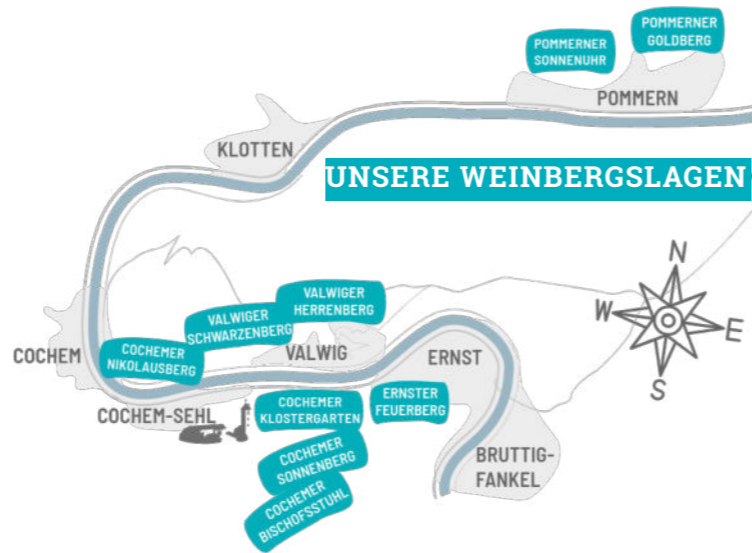 POMMERNER
GOLDBERG
POMMERNER
SONNENUHR
POMMERN
KLOTTEN
UNSERE WEINBERGSLAGEN
N
W
E
S
VALWIGER
HERRENBERG
VALWIGER
SCHWARZENBERG
COCHEMER
NIKOLAUSBERG
COCHEM
VALWIG
ERNST
COCHEM-SEHL
COCHEMER
KLOSTERGARTEN
ERNSTER
FEUERBERG
COCHEMER
SONNENBERG
COCHEMER
BISCHOFSSTUHL
BRUTTIG-
FANKEL